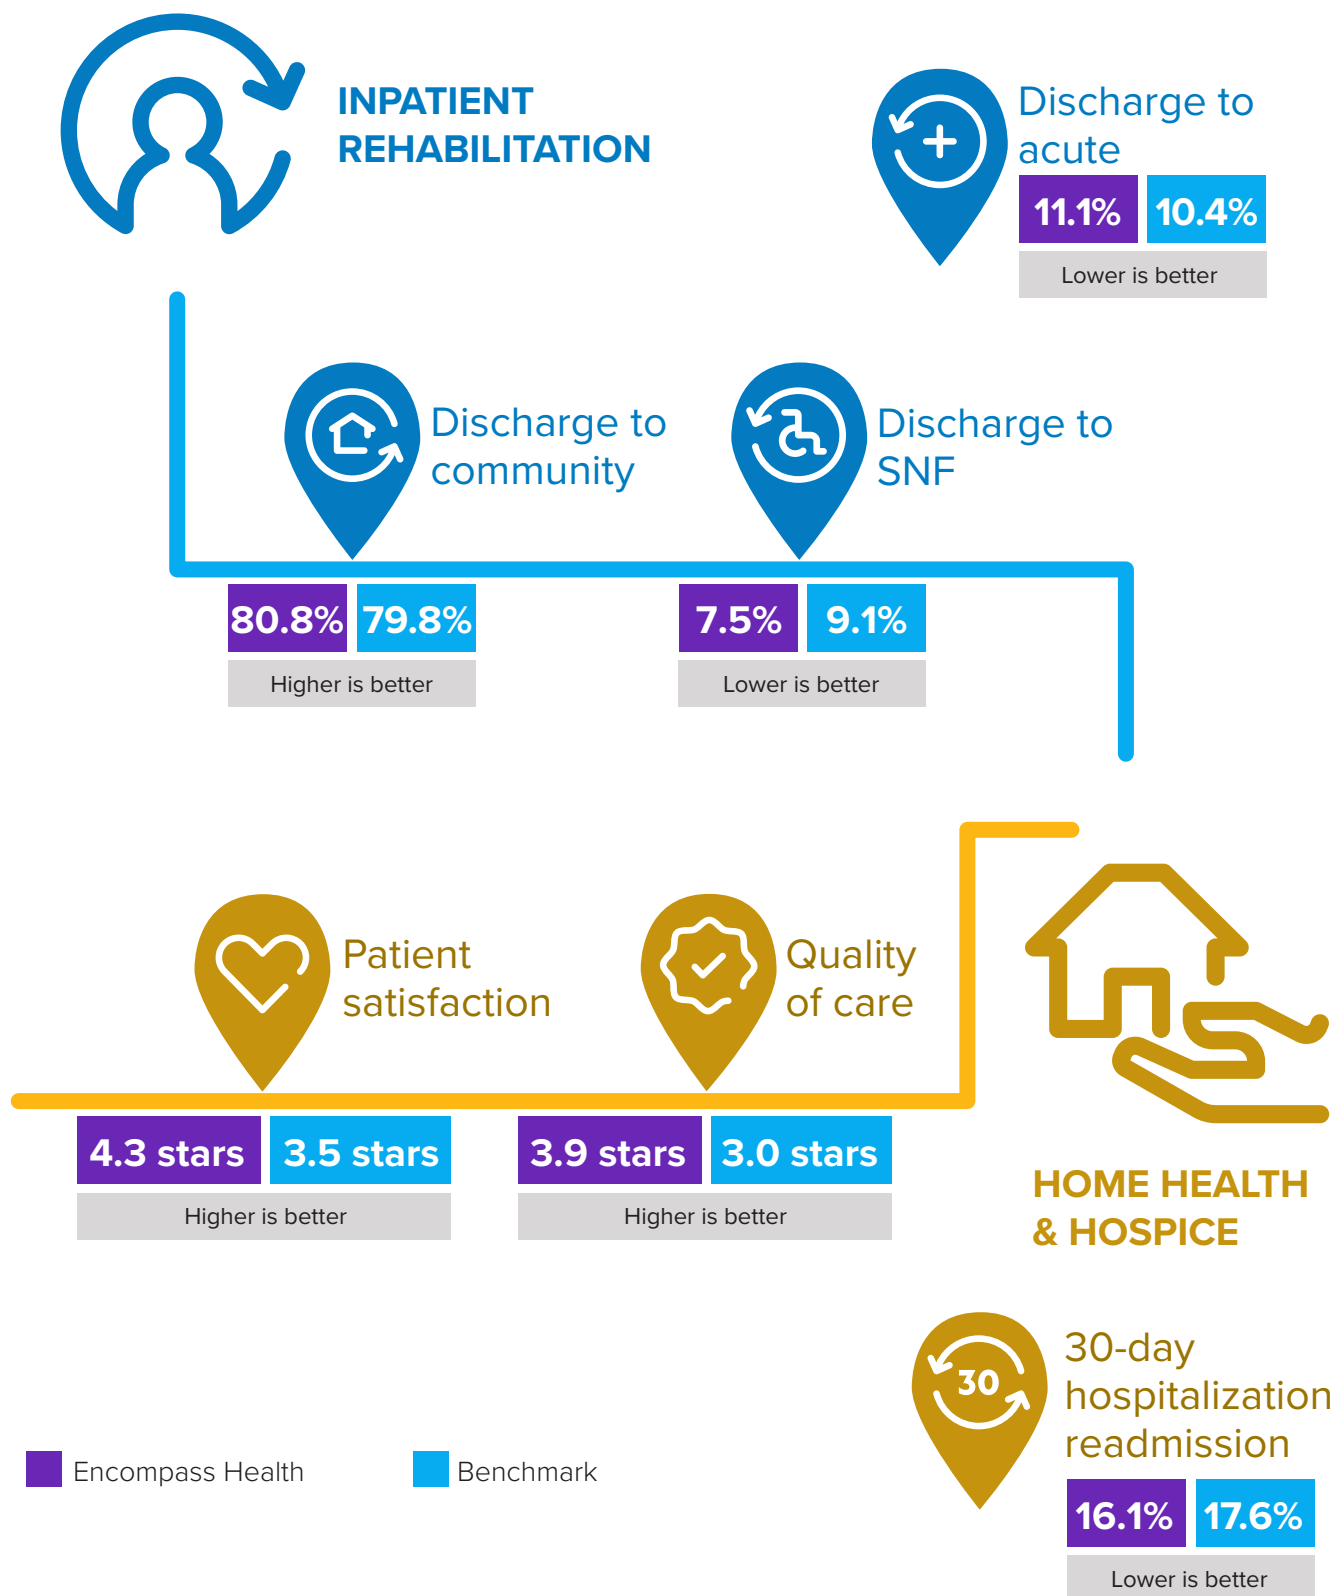 INPATIENT
REHABILITATION
Discharge to
acute
11.1% 10.4%
Lower is better
Discharge to
community
80.8% 79.8%
Higher is better
Discharge to
SNF
7.5% 9.1%
Lower is better
Patient
satisfaction
4.3 stars 3.5 stars
Higher is better
Quality
of care
3.9 stars 3.0 stars
Higher is better
HOME HEALTH
& HOSPICE
30
30-day
hospitalization
readmission
16.1% 17.6%
Lower is better
Encompass Health
Benchmark